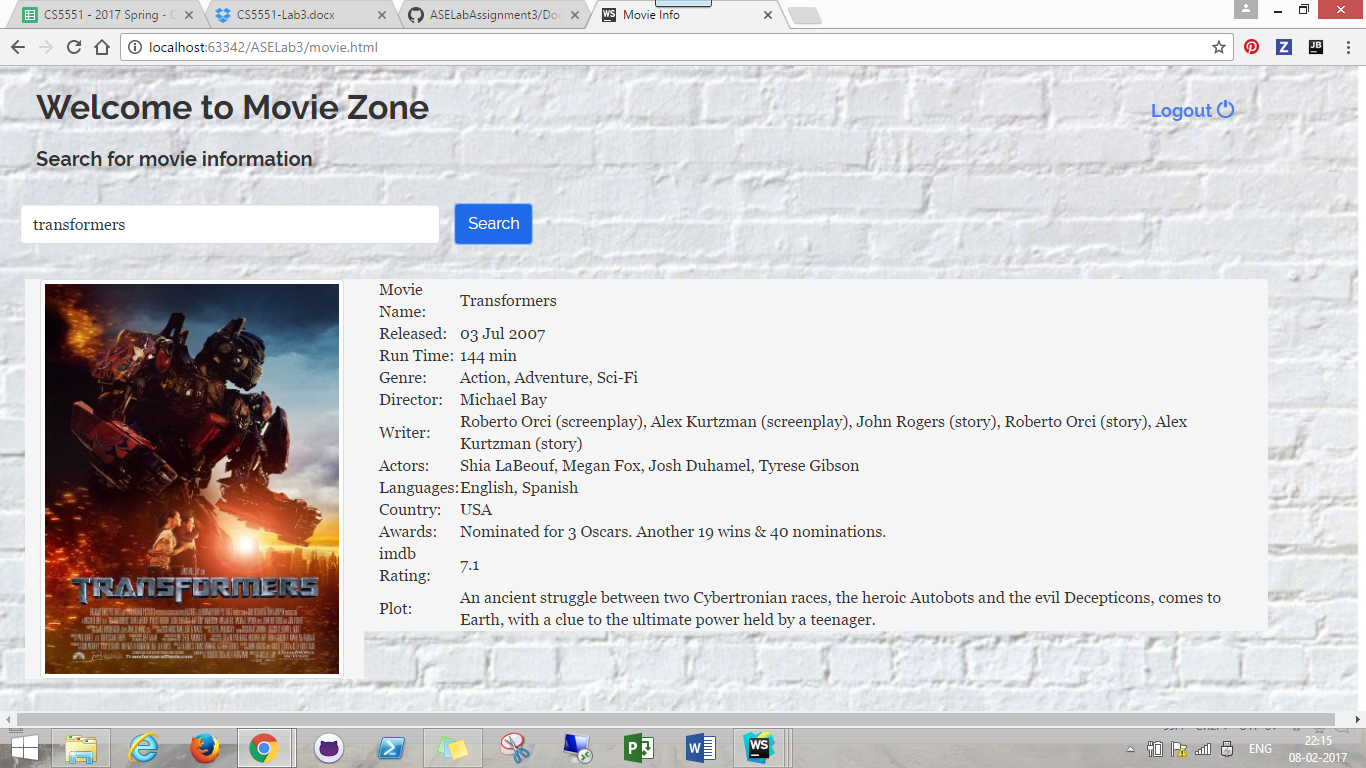 CS5551 - 2017 Spring - G
CS5551-Lab3.docx
ASELabAssignment3/Doc
WS Movie Info
localhost:63342/ASELab3/movie.html
Z
JB
Welcome to Movie Zone
Logout
Search for movie information
transformers
Search
Movie
Name:
Transformers
Released: 03 Jul 2007
Run Time: 144 min
Genre: Action, Adventure, Sci-Fi
Director: Michael Bay
Writer:
Roberto Orci (screenplay), Alex Kurtzman (screenplay), John Rogers (story), Roberto Orci (story), Alex
Kurtzman (story)
Actors: Shia LaBeouf, Megan Fox, Josh Duhamel, Tyrese Gibson
Languages: English, Spanish
Country: USA
Awards: Nominated for 3 Oscars. Another 19 wins & 40 nominations.
imdb
Rating:
7.1
Plot:
An ancient struggle between two Cybertronian races, the heroic Autobots and the evil Decepticons, comes to
Earth, with a clue to the ultimate power held by a teenager.
TRANSFORMERS
WS
ENG
22:15
08-02-2017